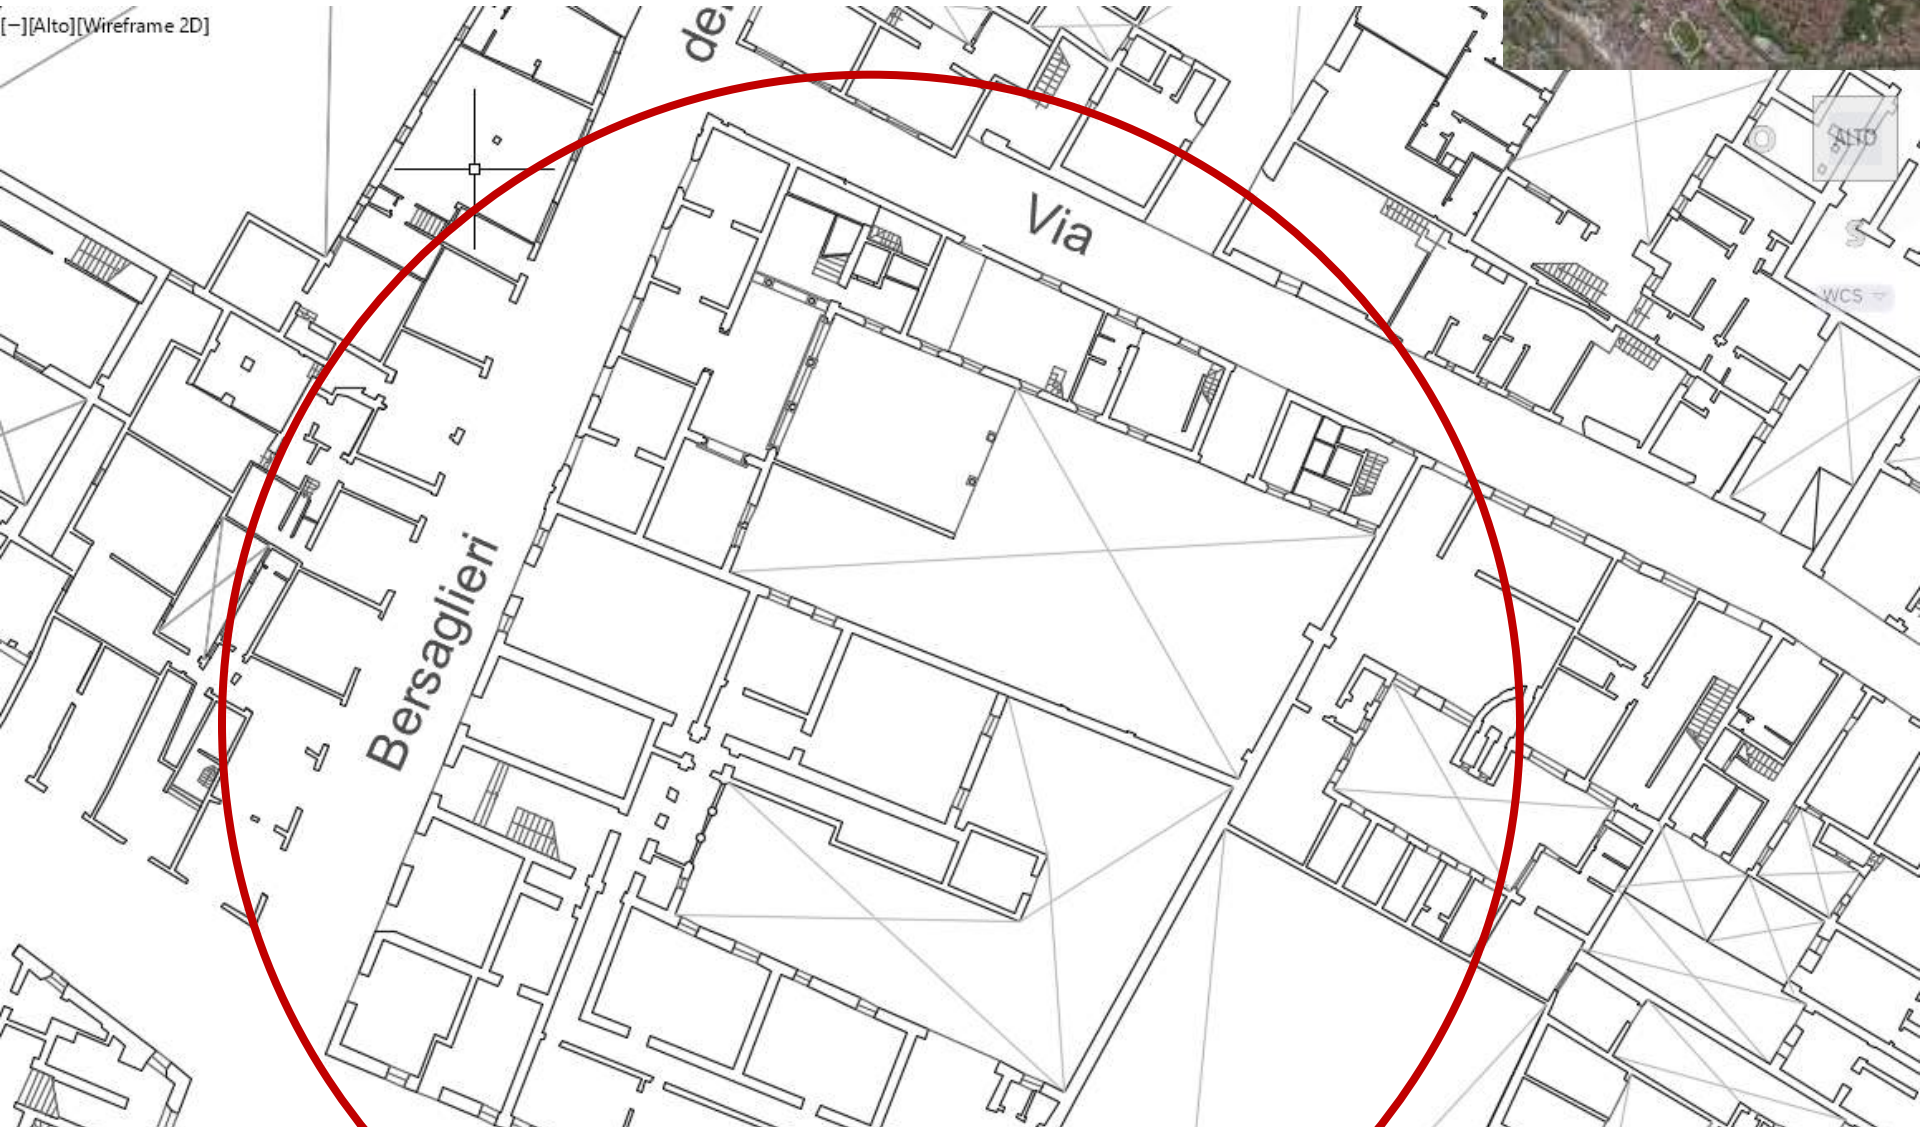 [−][Alto][Wireframe 2D]
de
Via
ALTO
S
WCS
Bersaglieri